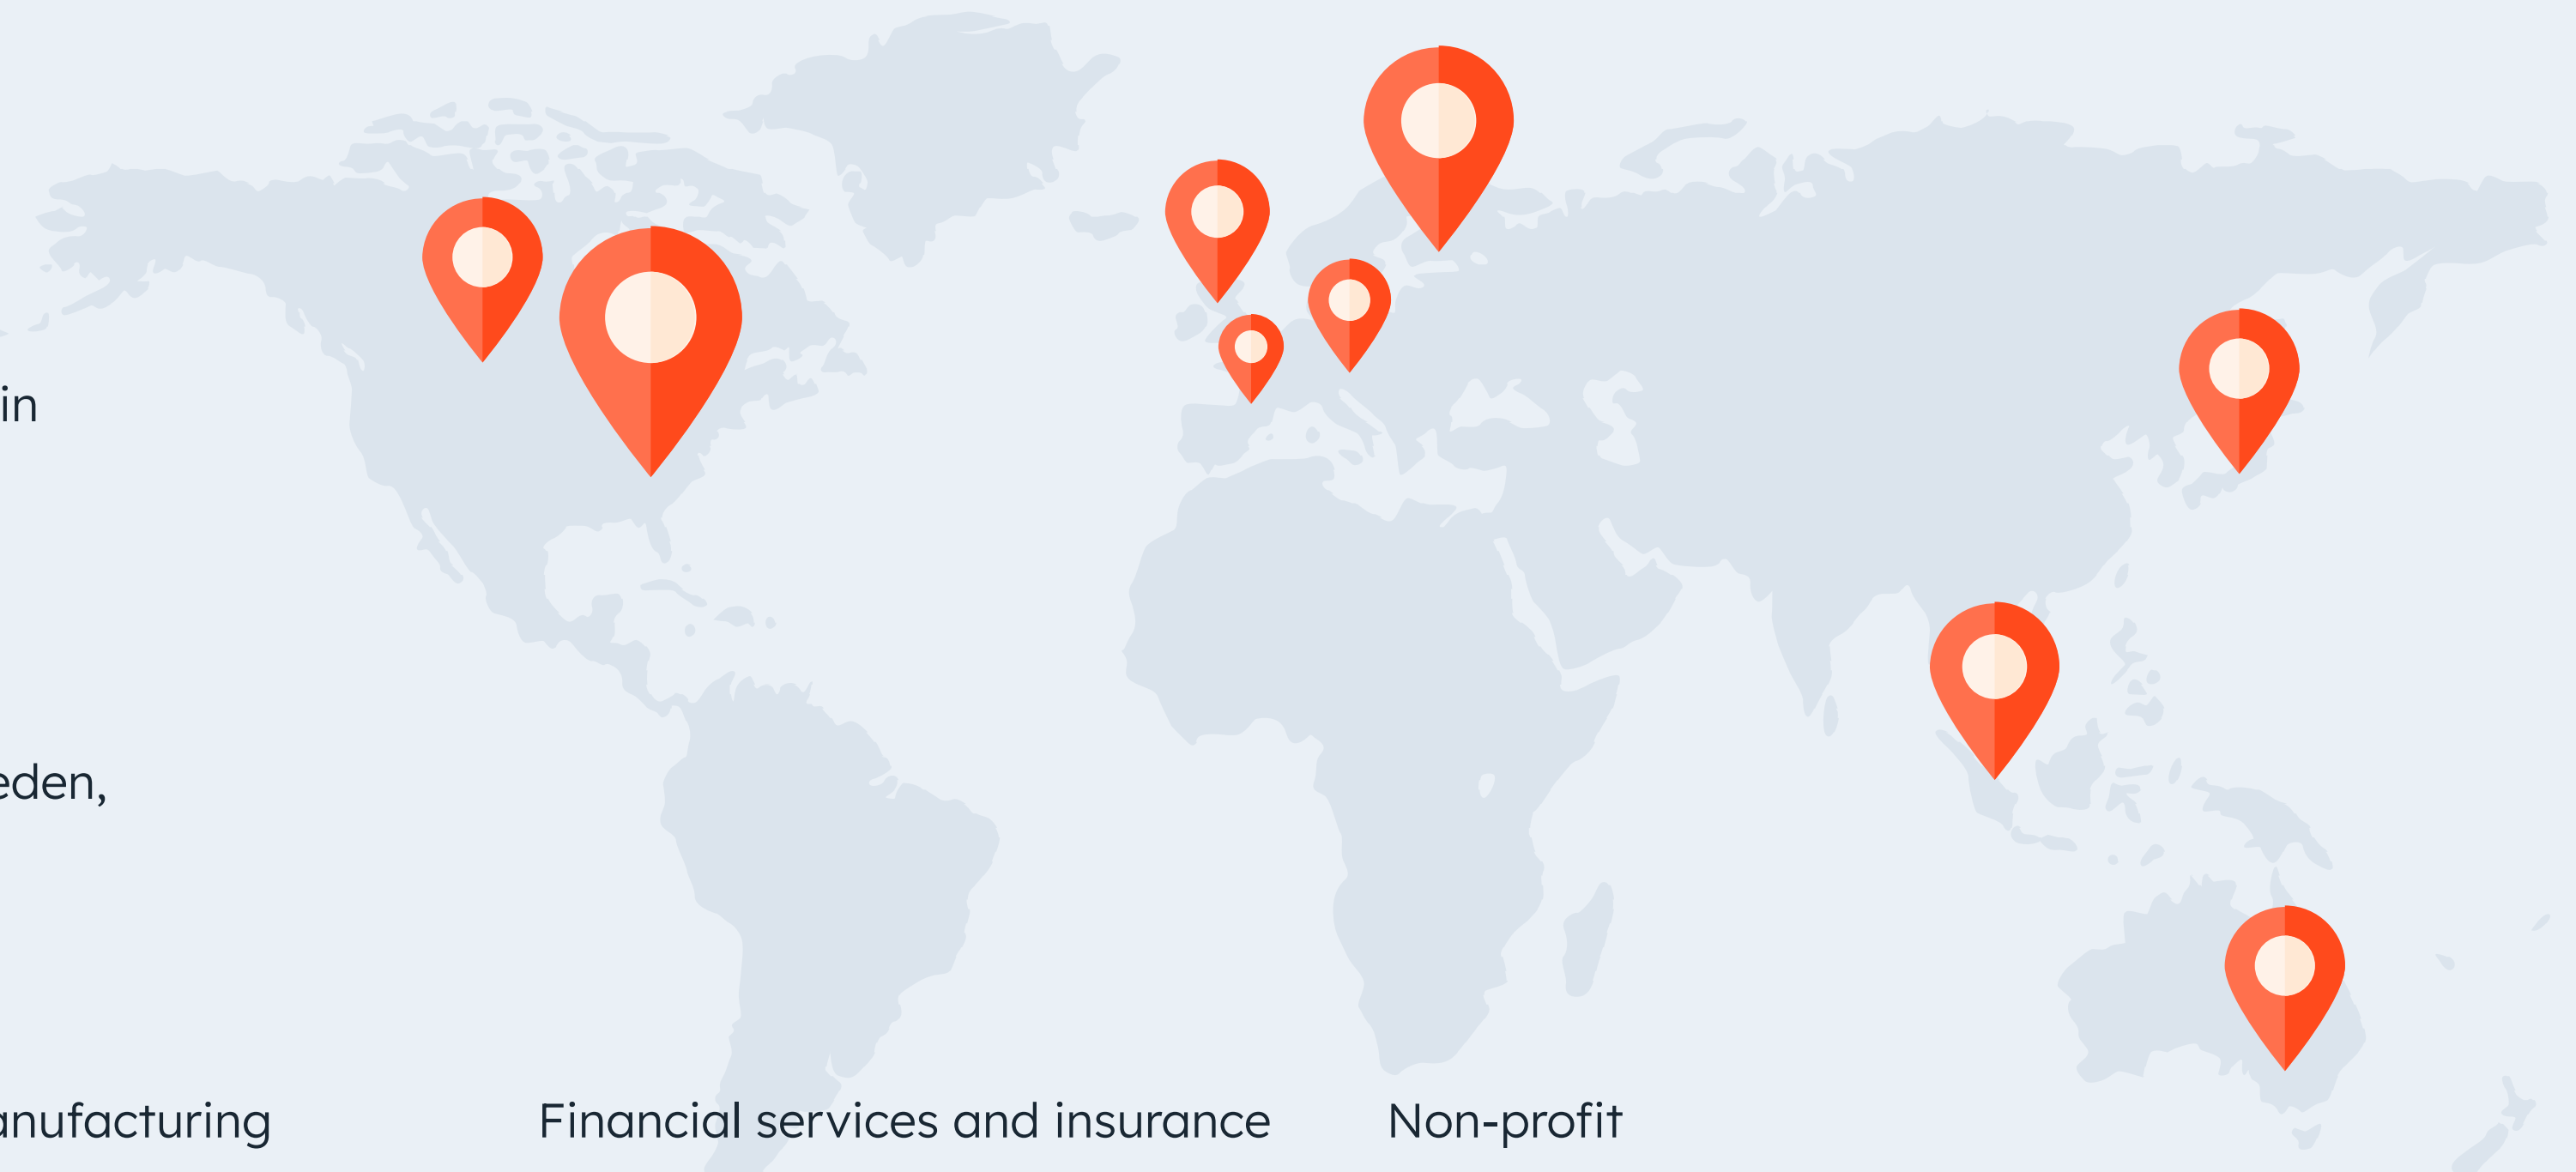 in
eden,
anufacturing Financial services and insurance Non-profit